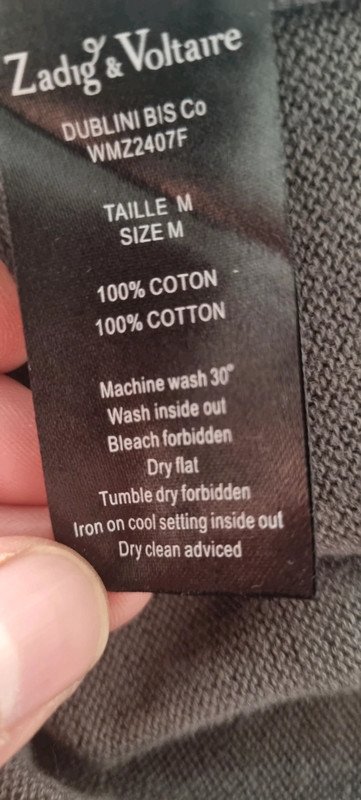 Zadig & Voltaire
DUBLINI BIS Co
WMZ2407F
TAILLE M
SIZE M
100% COTON
100% COTTON
Machine wash 30°
Wash inside out
Bleach forbidden
Dry flat
Tumble dry forbidden
Iron on cool setting inside out
Dry clean adviced